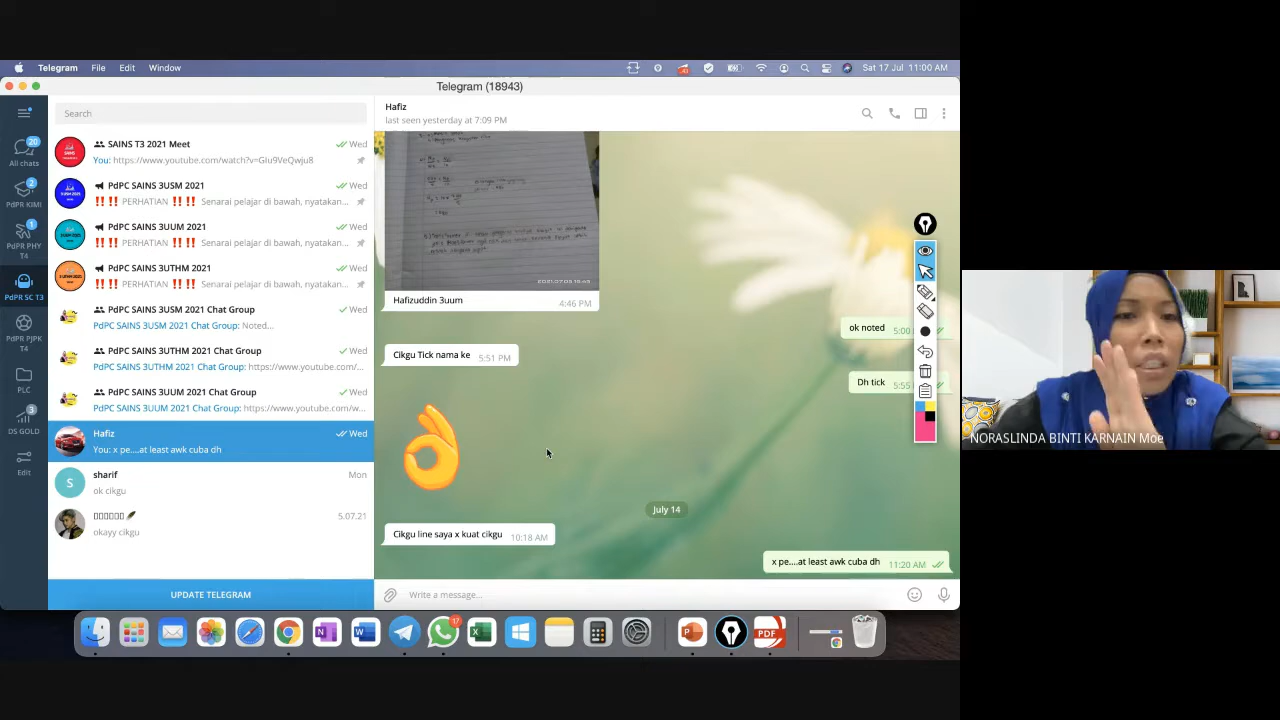 Telegram File Edit Window
Sat 17 Jul 11:00 AM
Telegram (18943)
Search
20
All chats
2
PdPR KIMI
1
PdPR PHY T4
PdPR SC T3
PdPR PJPK T4
PLC
3
DS GOLD
Edit
SAINS T3 2021 Meet Wed
You: https://www.youtube.com/watch?v=GIu9VeQwju8
PdPC SAINS 3USM 2021 Wed
‼️‼️ PERHATIAN ‼️‼️ Senarai pelajar di bawah, nyatakan...
PdPC SAINS 3UUM 2021 Wed
‼️‼️ PERHATIAN ‼️‼️ Senarai pelajar di bawah, nyatakan...
PdPC SAINS 3UTHM 2021 Wed
‼️‼️ PERHATIAN ‼️‼️ Senarai pelajar di bawah, nyatakan...
PdPC SAINS 3USM 2021 Chat Group Wed
PdPC SAINS 3USM 2021 Chat Group: Noted...
PdPC SAINS 3UTHM 2021 Chat Group Wed
PdPC SAINS 3UTHM 2021 Chat Group: https://www.youtube.com/...
PdPC SAINS 3UUM 2021 Chat Group Wed
PdPC SAINS 3UUM 2021 Chat Group: https://www.youtube.com/w...
Hafiz Wed
You: x pe....at least awk cuba dh
S
sharif Mon
ok cikgu
5.07.21
okayy cikgu
UPDATE TELEGRAM
Hafiz
last seen yesterday at 7:09 PM
Hafizuddin 3uum 4:46 PM
ok noted 5:00
Cikgu Tick nama ke 5:51 PM
Dh tick 5:55
July 14
Cikgu line saya x kuat cikgu 10:18 AM
x pe....at least awk cuba dh 11:20 AM
Write a message...
17
PDF
NORASLINDA BINTI KARNAIN Moe